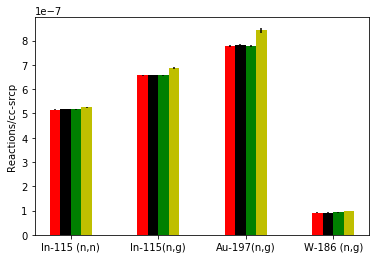 1e-7
Reactions/cc-srcp
8
7
6
5
4
3
2
1
0
In-115 (n,n)
In-115(n,g)
Au-197(n,g)
W-186 (n,g)